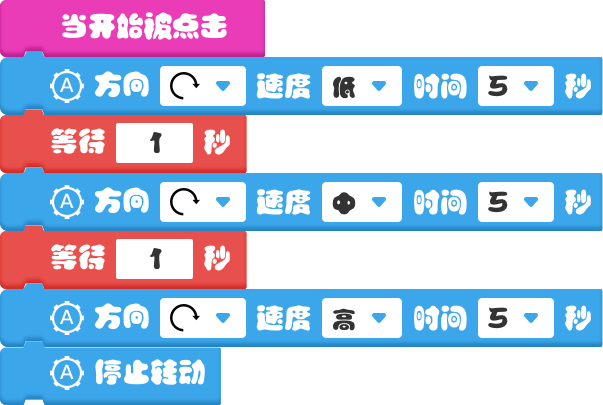 当开始被点击
A 方向 速度 低 时间 5 秒
等待 1 秒
A 方向 速度 中 时间 5 秒
等待 1 秒
A 方向 速度 高 时间 5 秒
A 停止转动